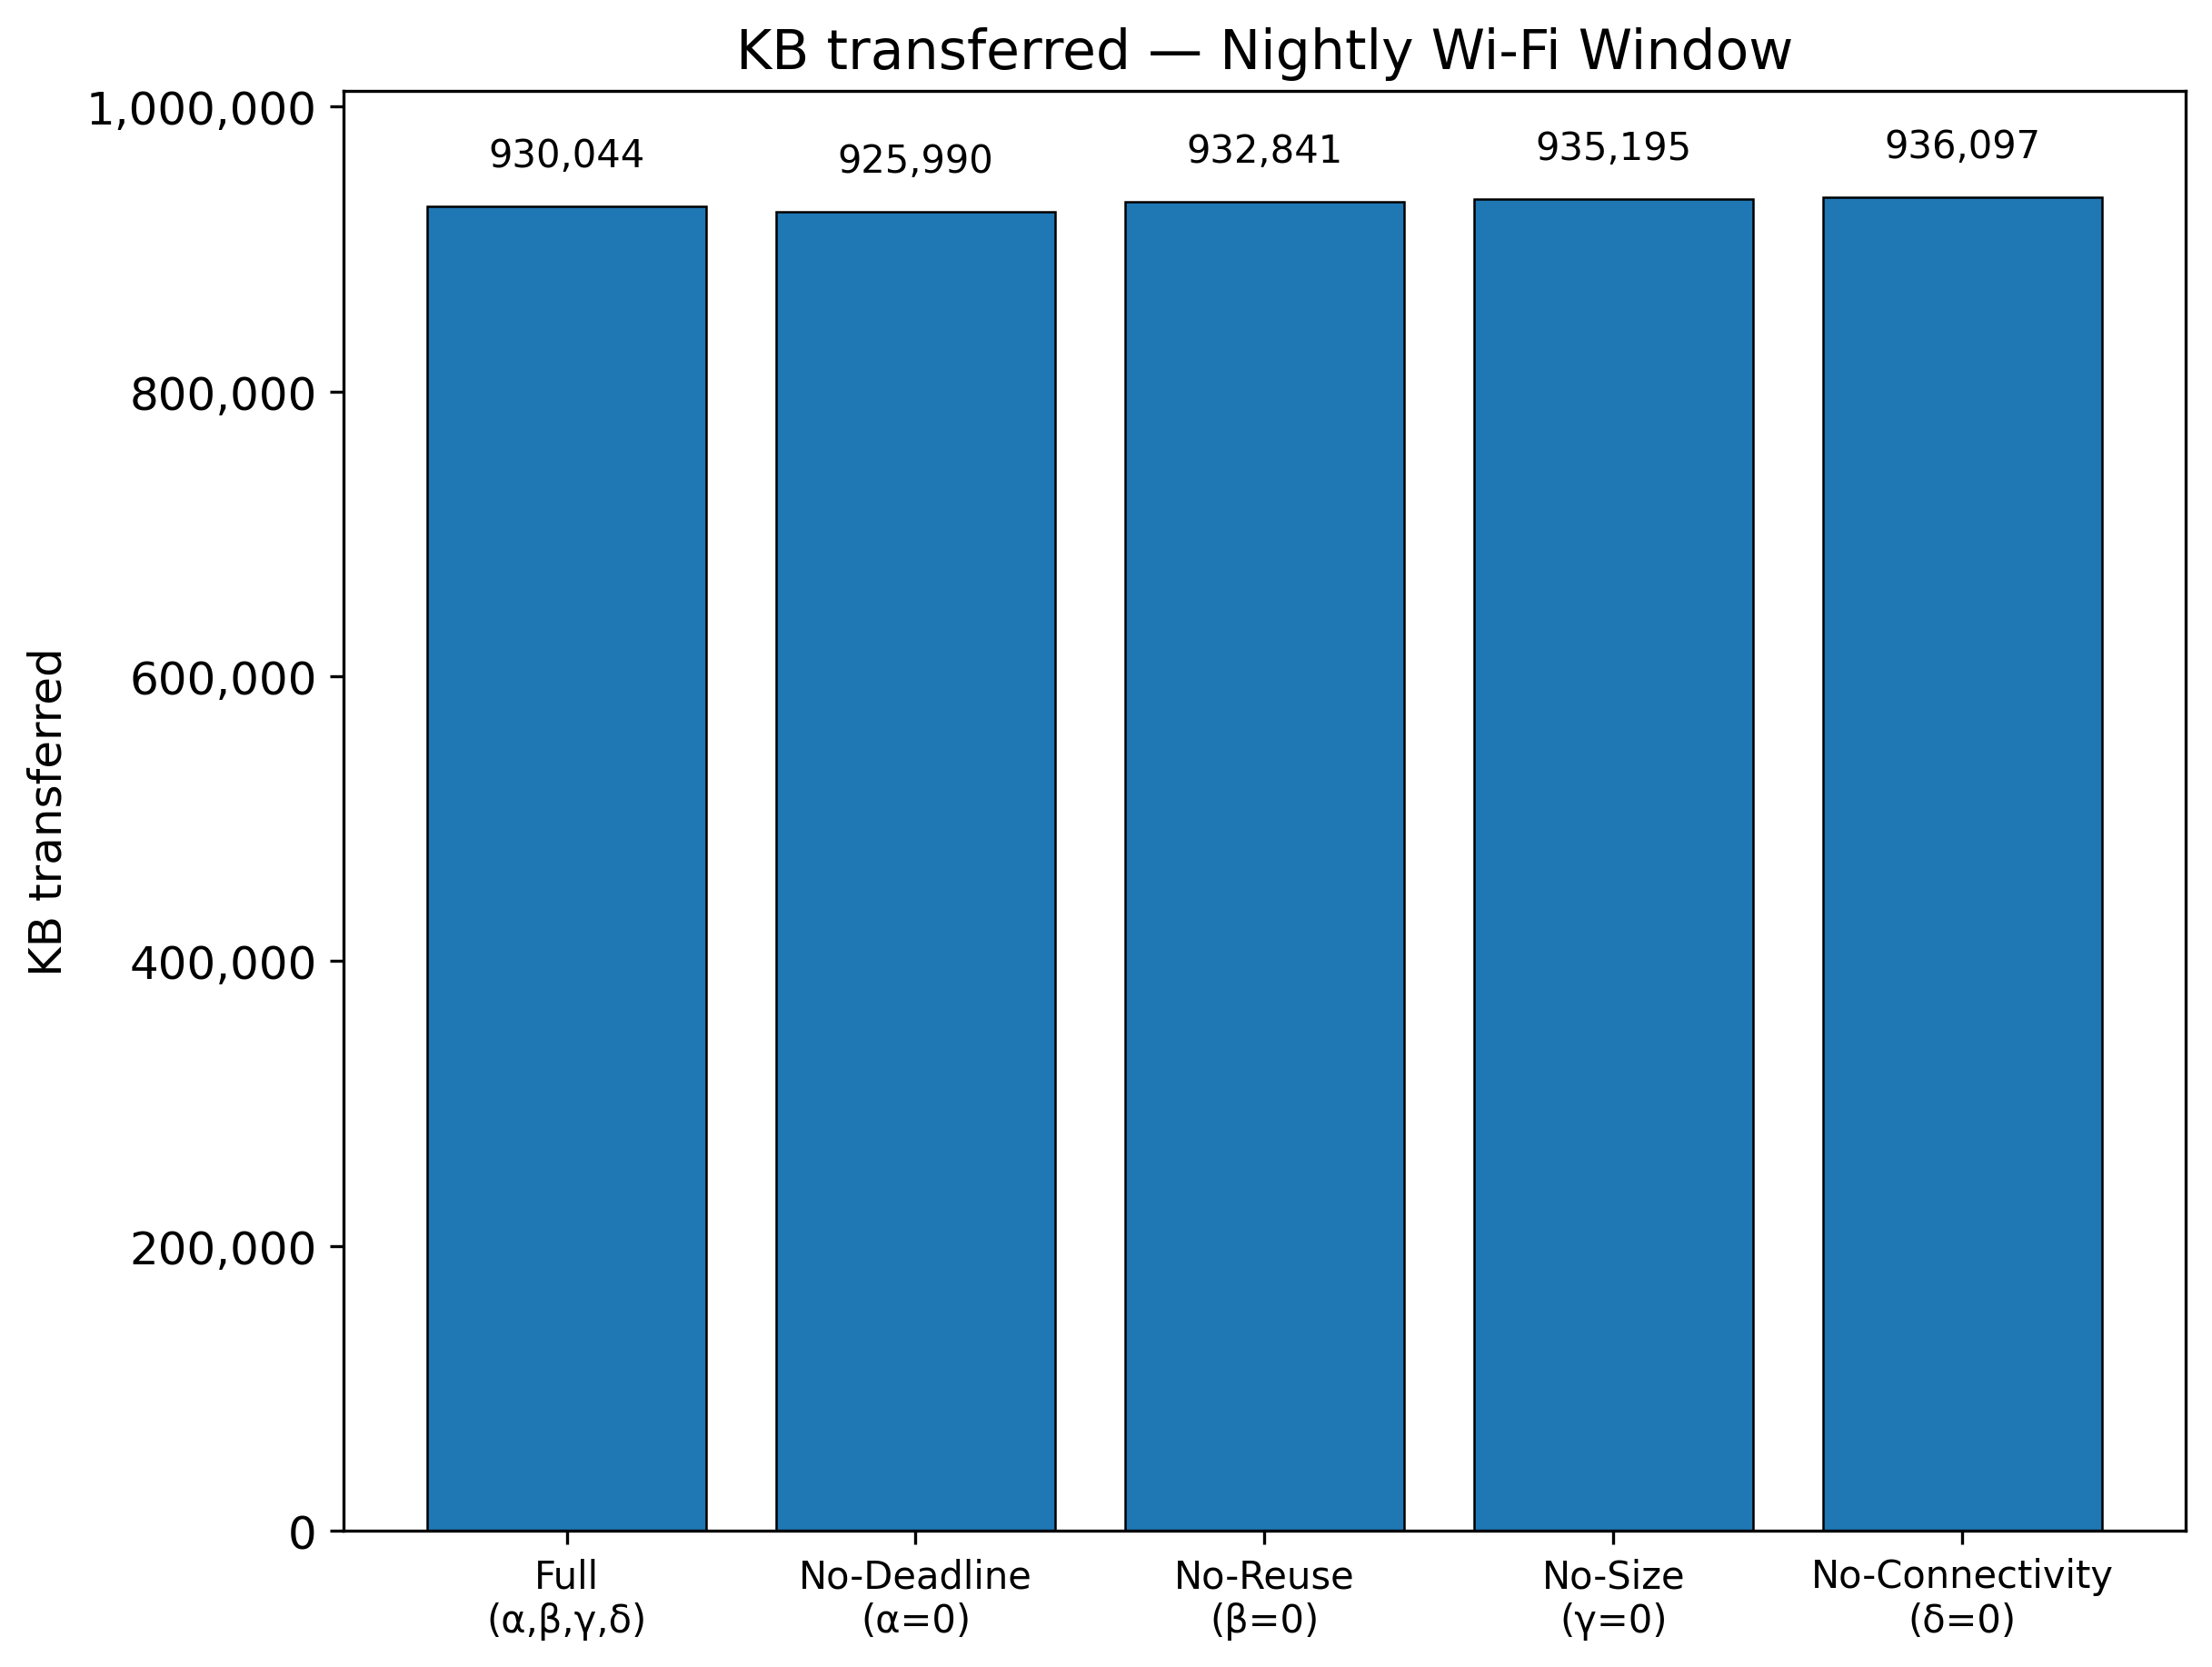 KB transferred — Nightly Wi-Fi Window
KB transferred
1,000,000
800,000
600,000
400,000
200,000
0
930,044
925,990
932,841
935,195
936,097
Full
(α,β,γ,δ)
No-Deadline
(α=0)
No-Reuse
(β=0)
No-Size
(γ=0)
No-Connectivity
(δ=0)